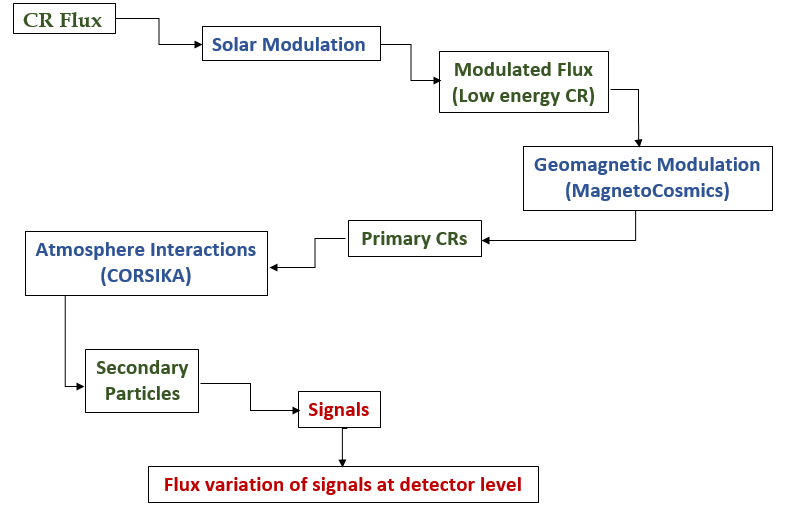 CR Flux
Solar Modulation
Modulated Flux
(Low energy CR)
Geomagnetic Modulation
(MagnetoCosmics)
Primary CRs
Atmosphere Interactions
(CORSIKA)
Secondary
Particles
Signals
Flux variation of signals at detector level